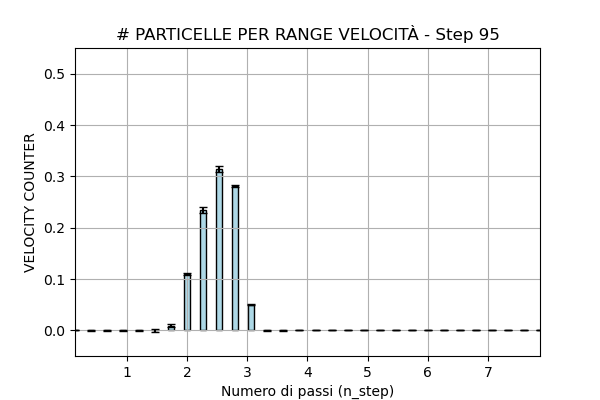 # PARTICELLE PER RANGE VELOCITÀ - Step 95
0.5
0.4
0.3
0.2
0.1
0.0
VELOCITY COUNTER
1 2 3 4 5 6 7
Numero di passi (n_step)